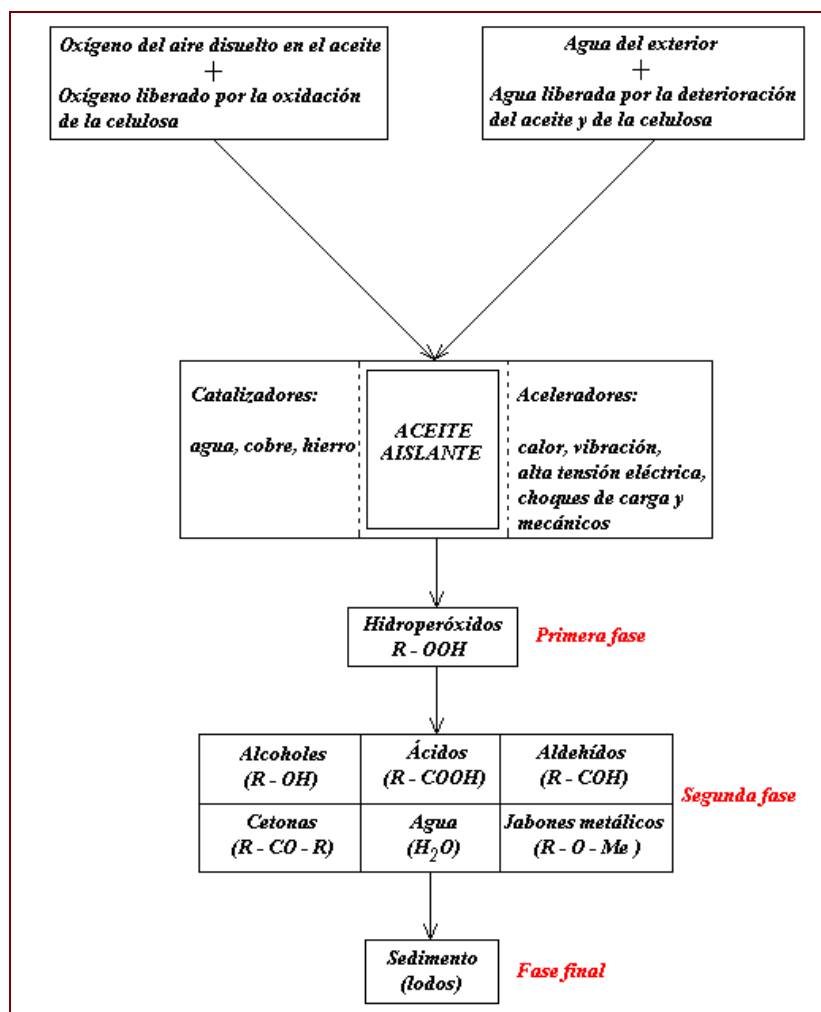 Oxígeno del aire disuelto en el aceite
+
Oxígeno liberado por la oxidación
de la celulosa
Agua del exterior
+
Agua liberada por la deterioración
del aceite y de la celulosa
Catalizadores:
agua, cobre, hierro
ACEITE
AISLANTE
Aceleradores:
calor, vibración,
alta tensión eléctrica,
choques de carga y
mecánicos
Hidroperóxidos
R - OOH
Primera fase
Alcoholes
(R - OH)
Ácidos
(R - COOH)
Aldehídos
(R - COH)
Segunda fase
Cetonas
(R - CO - R)
Agua
(H₂O)
Jabones metálicos
(R - O - Me )
Sedimento
(lodos)
Fase final